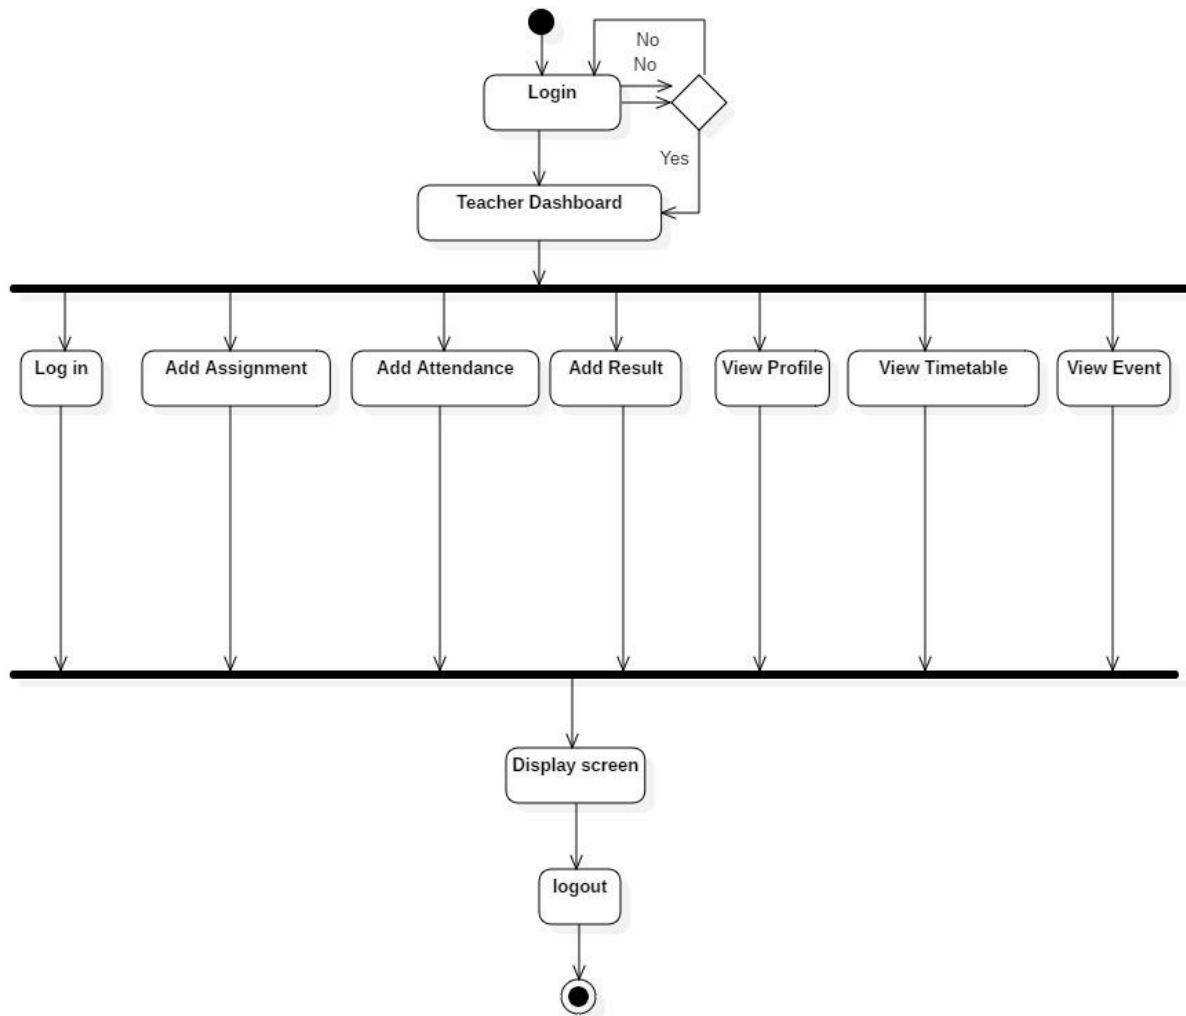 No
No
Login
Yes
Teacher Dashboard
Log in
Add Assignment
Add Attendance
Add Result
View Profile
View Timetable
View Event
Display screen
logout